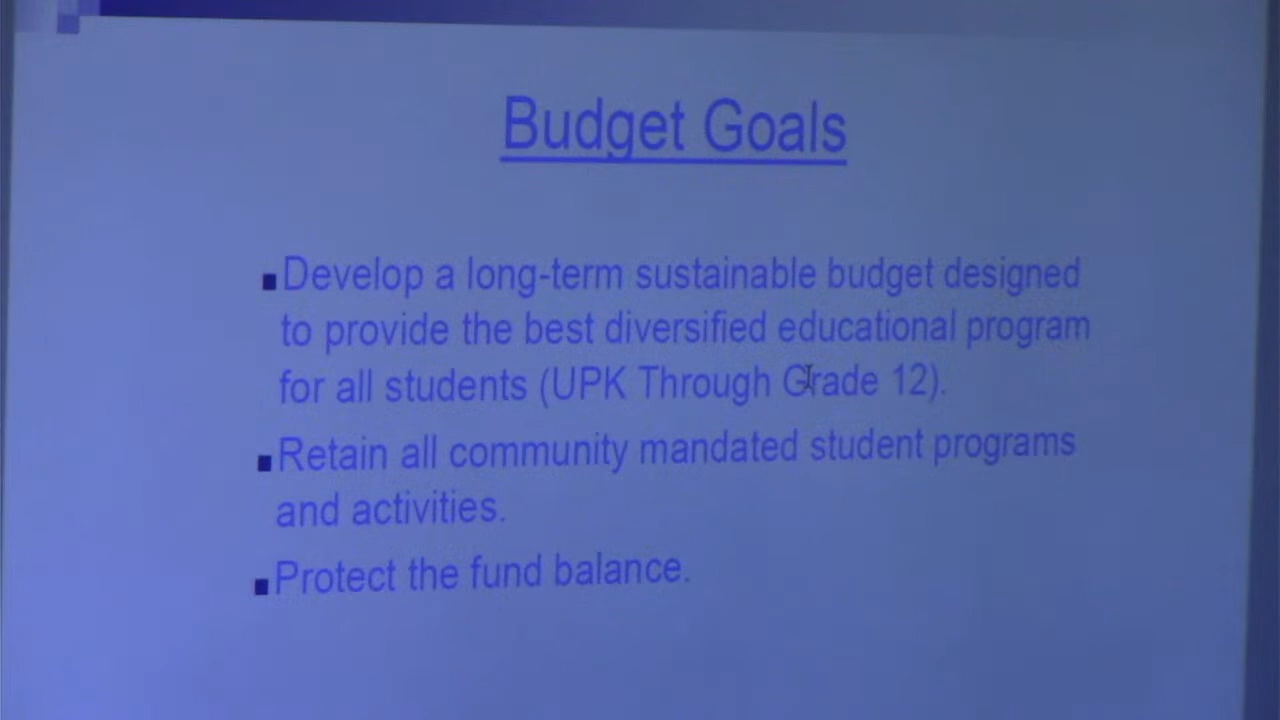 Budget Goals
Develop a long-term sustainable budget designed
to provide the best diversified educational program
for all students (UPK Through Grade 12).
Retain all community mandated student programs
and activities.
Protect the fund balance.